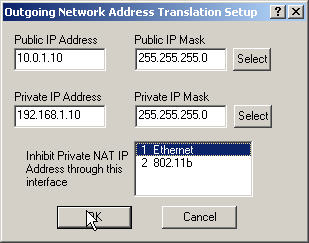 Outgoing Network Address Translation Setup
Public IP Address
Public IP Mask
10.0.1.10
255.255.255.0
Select
Private IP Address
Private IP Mask
192.168.1.10
255.255.255.0
Select
Inhibit Private NAT IP
Address through this
interface
1 Ethernet
2 802.11b
OK
Cancel